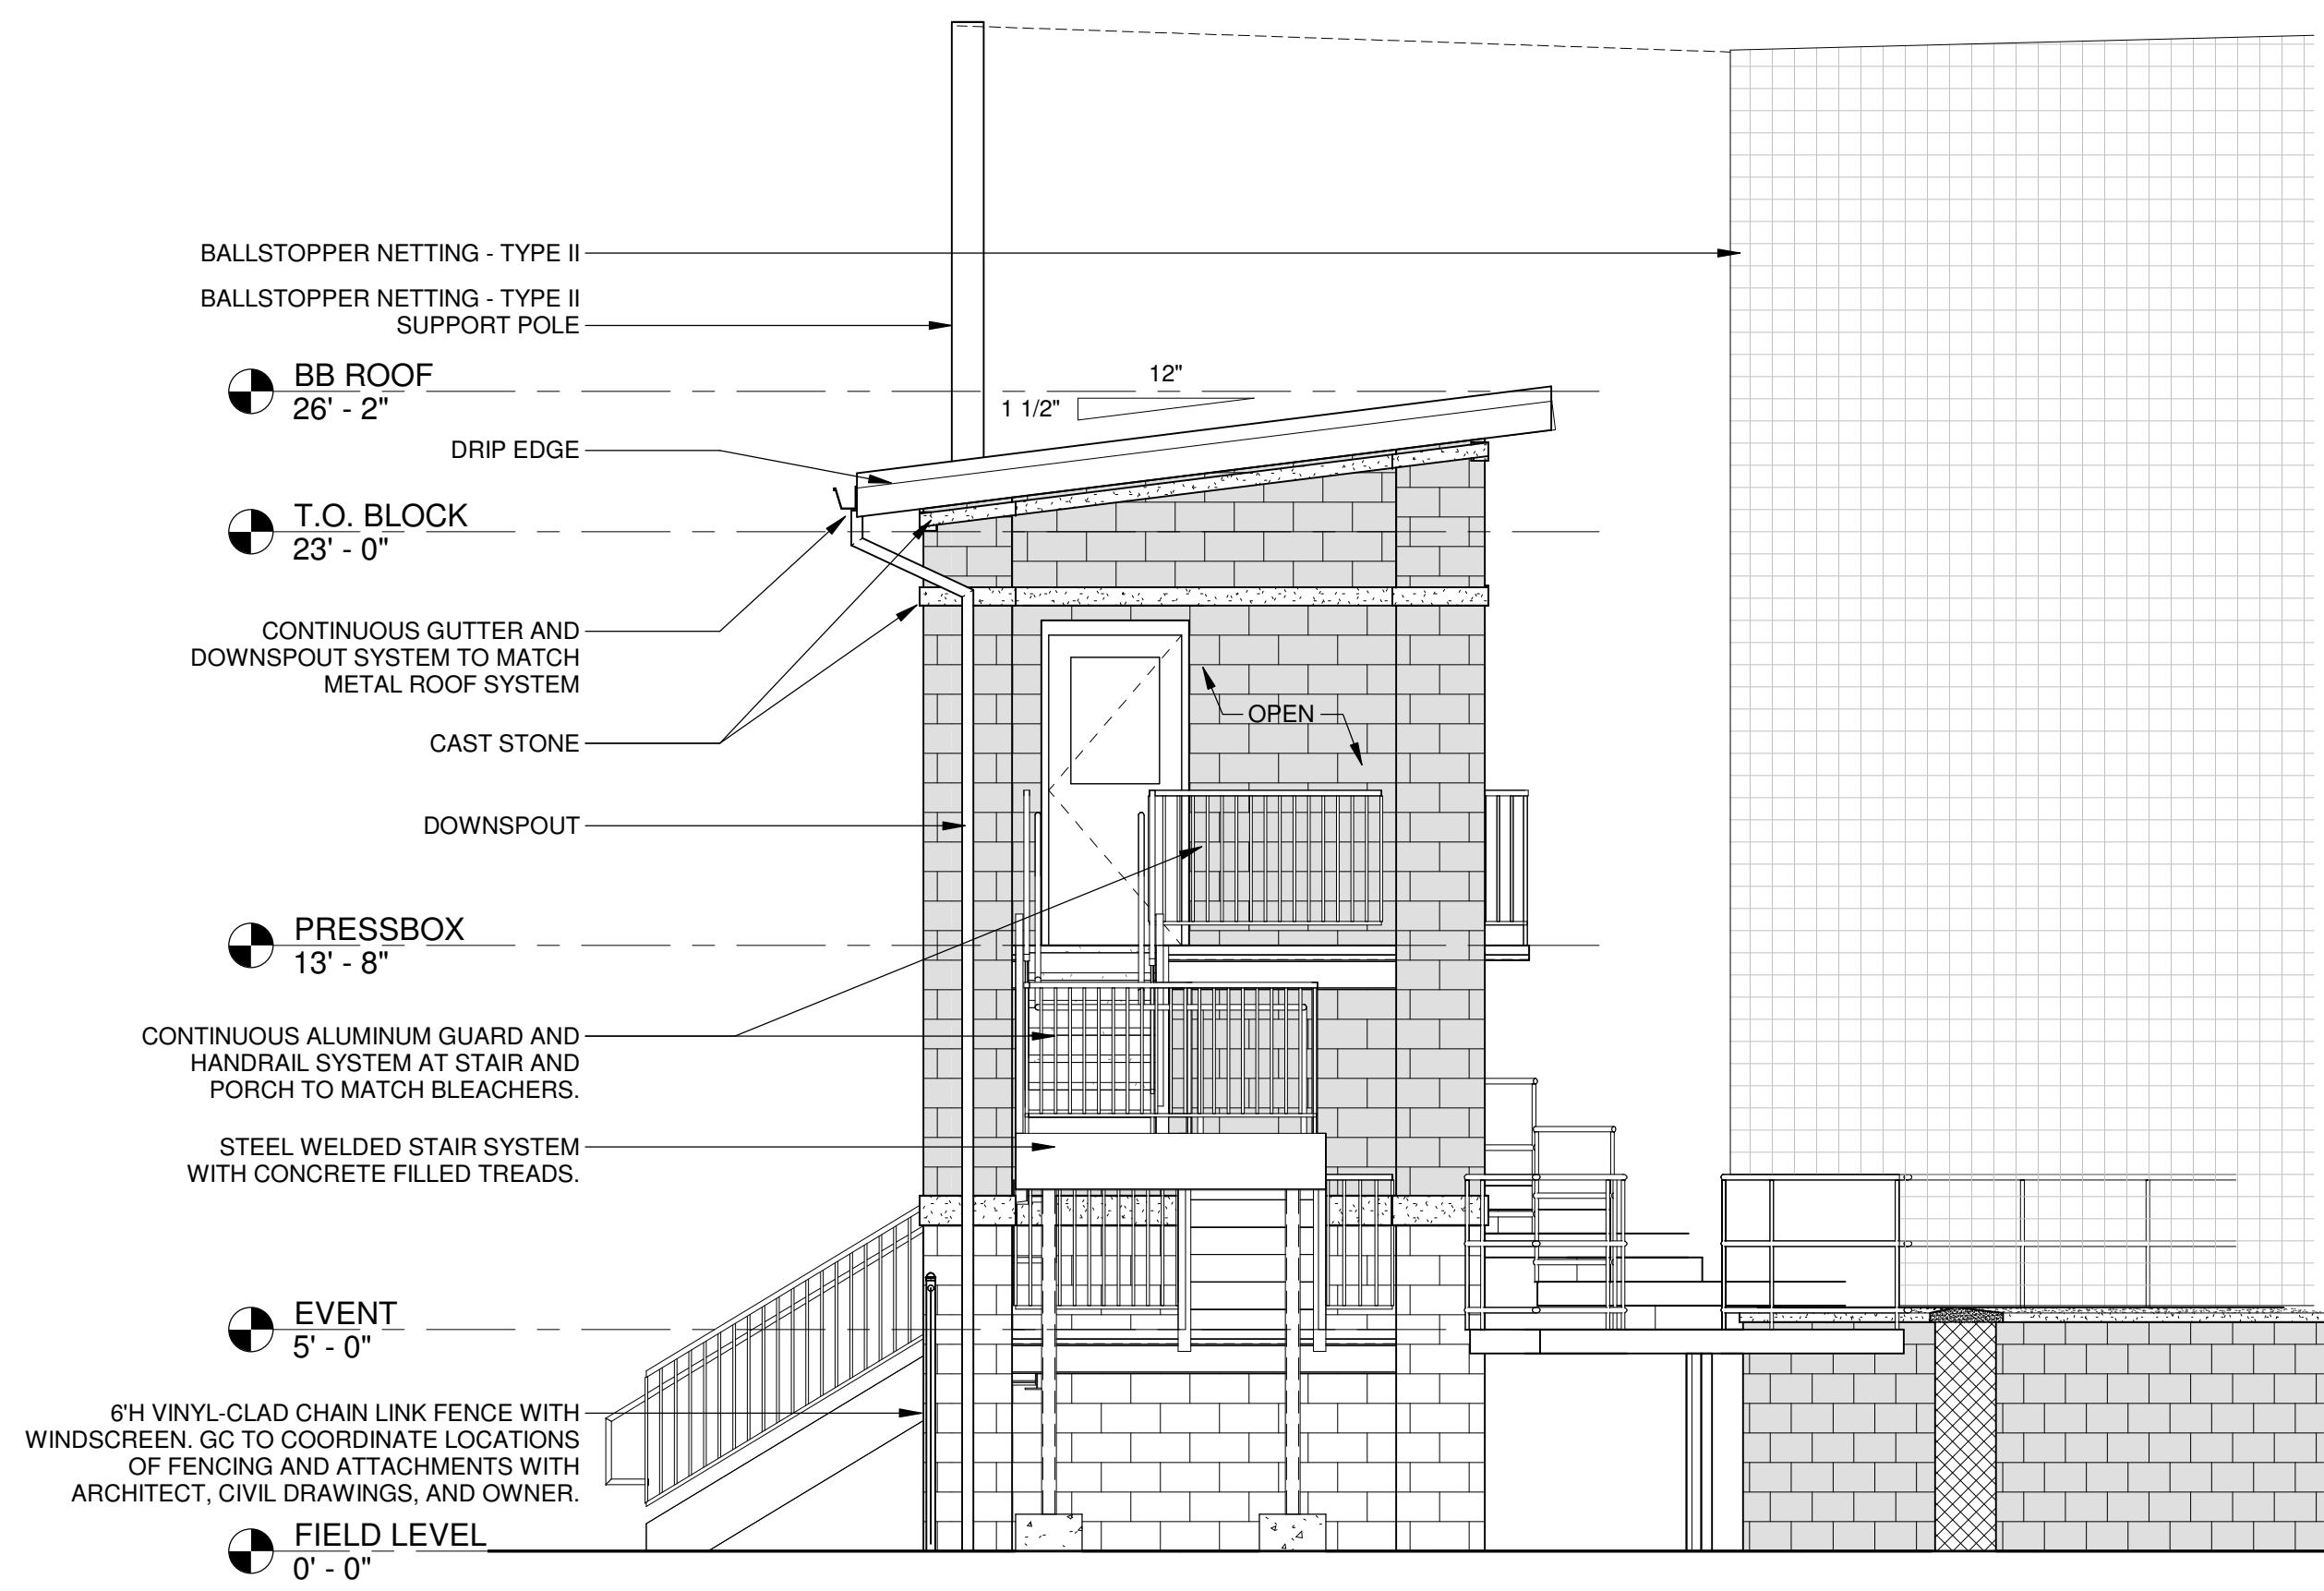 BALLSTOPPER NETTING - TYPE II
BALLSTOPPER NETTING - TYPE II
SUPPORT POLE
BB ROOF
26' - 2"
12"
1 1/2"
DRIP EDGE
T.O. BLOCK
23' - 0"
CONTINUOUS GUTTER AND
DOWNSPOUT SYSTEM TO MATCH
METAL ROOF SYSTEM
OPEN
CAST STONE
DOWNSPOUT
PRESSBOX
13' - 8"
CONTINUOUS ALUMINUM GUARD AND
HANDRAIL SYSTEM AT STAIR AND
PORCH TO MATCH BLEACHERS.
STEEL WELDED STAIR SYSTEM
WITH CONCRETE FILLED TREADS.
EVENT
5' - 0"
6'H VINYL-CLAD CHAIN LINK FENCE WITH
WINDSCREEN. GC TO COORDINATE LOCATIONS
OF FENCING AND ATTACHMENTS WITH
ARCHITECT, CIVIL DRAWINGS, AND OWNER.
FIELD LEVEL
0' - 0"